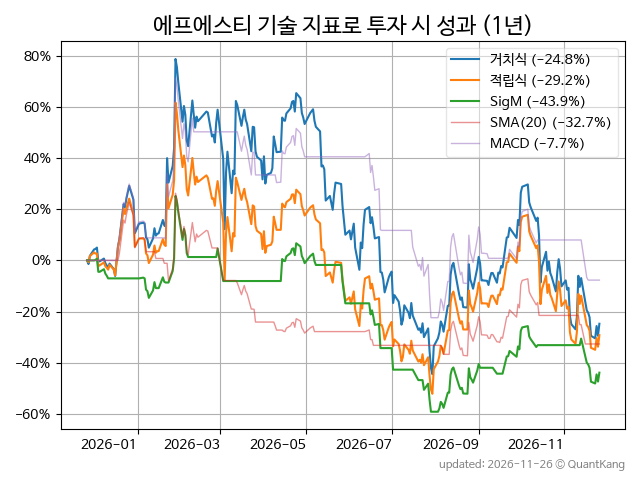 에프에스티 기술 지표로 투자 시 성과 (1년)
80%
60%
40%
20%
0%
−20%
−40%
−60%
거치식 (−24.8%)
적립식 (−29.2%)
SigM (−43.9%)
SMA(20) (−32.7%)
MACD (−7.7%)
2026-01
2026-03
2026-05
2026-07
2026-09
2026-11
updated: 2026-11-26 © QuantKang